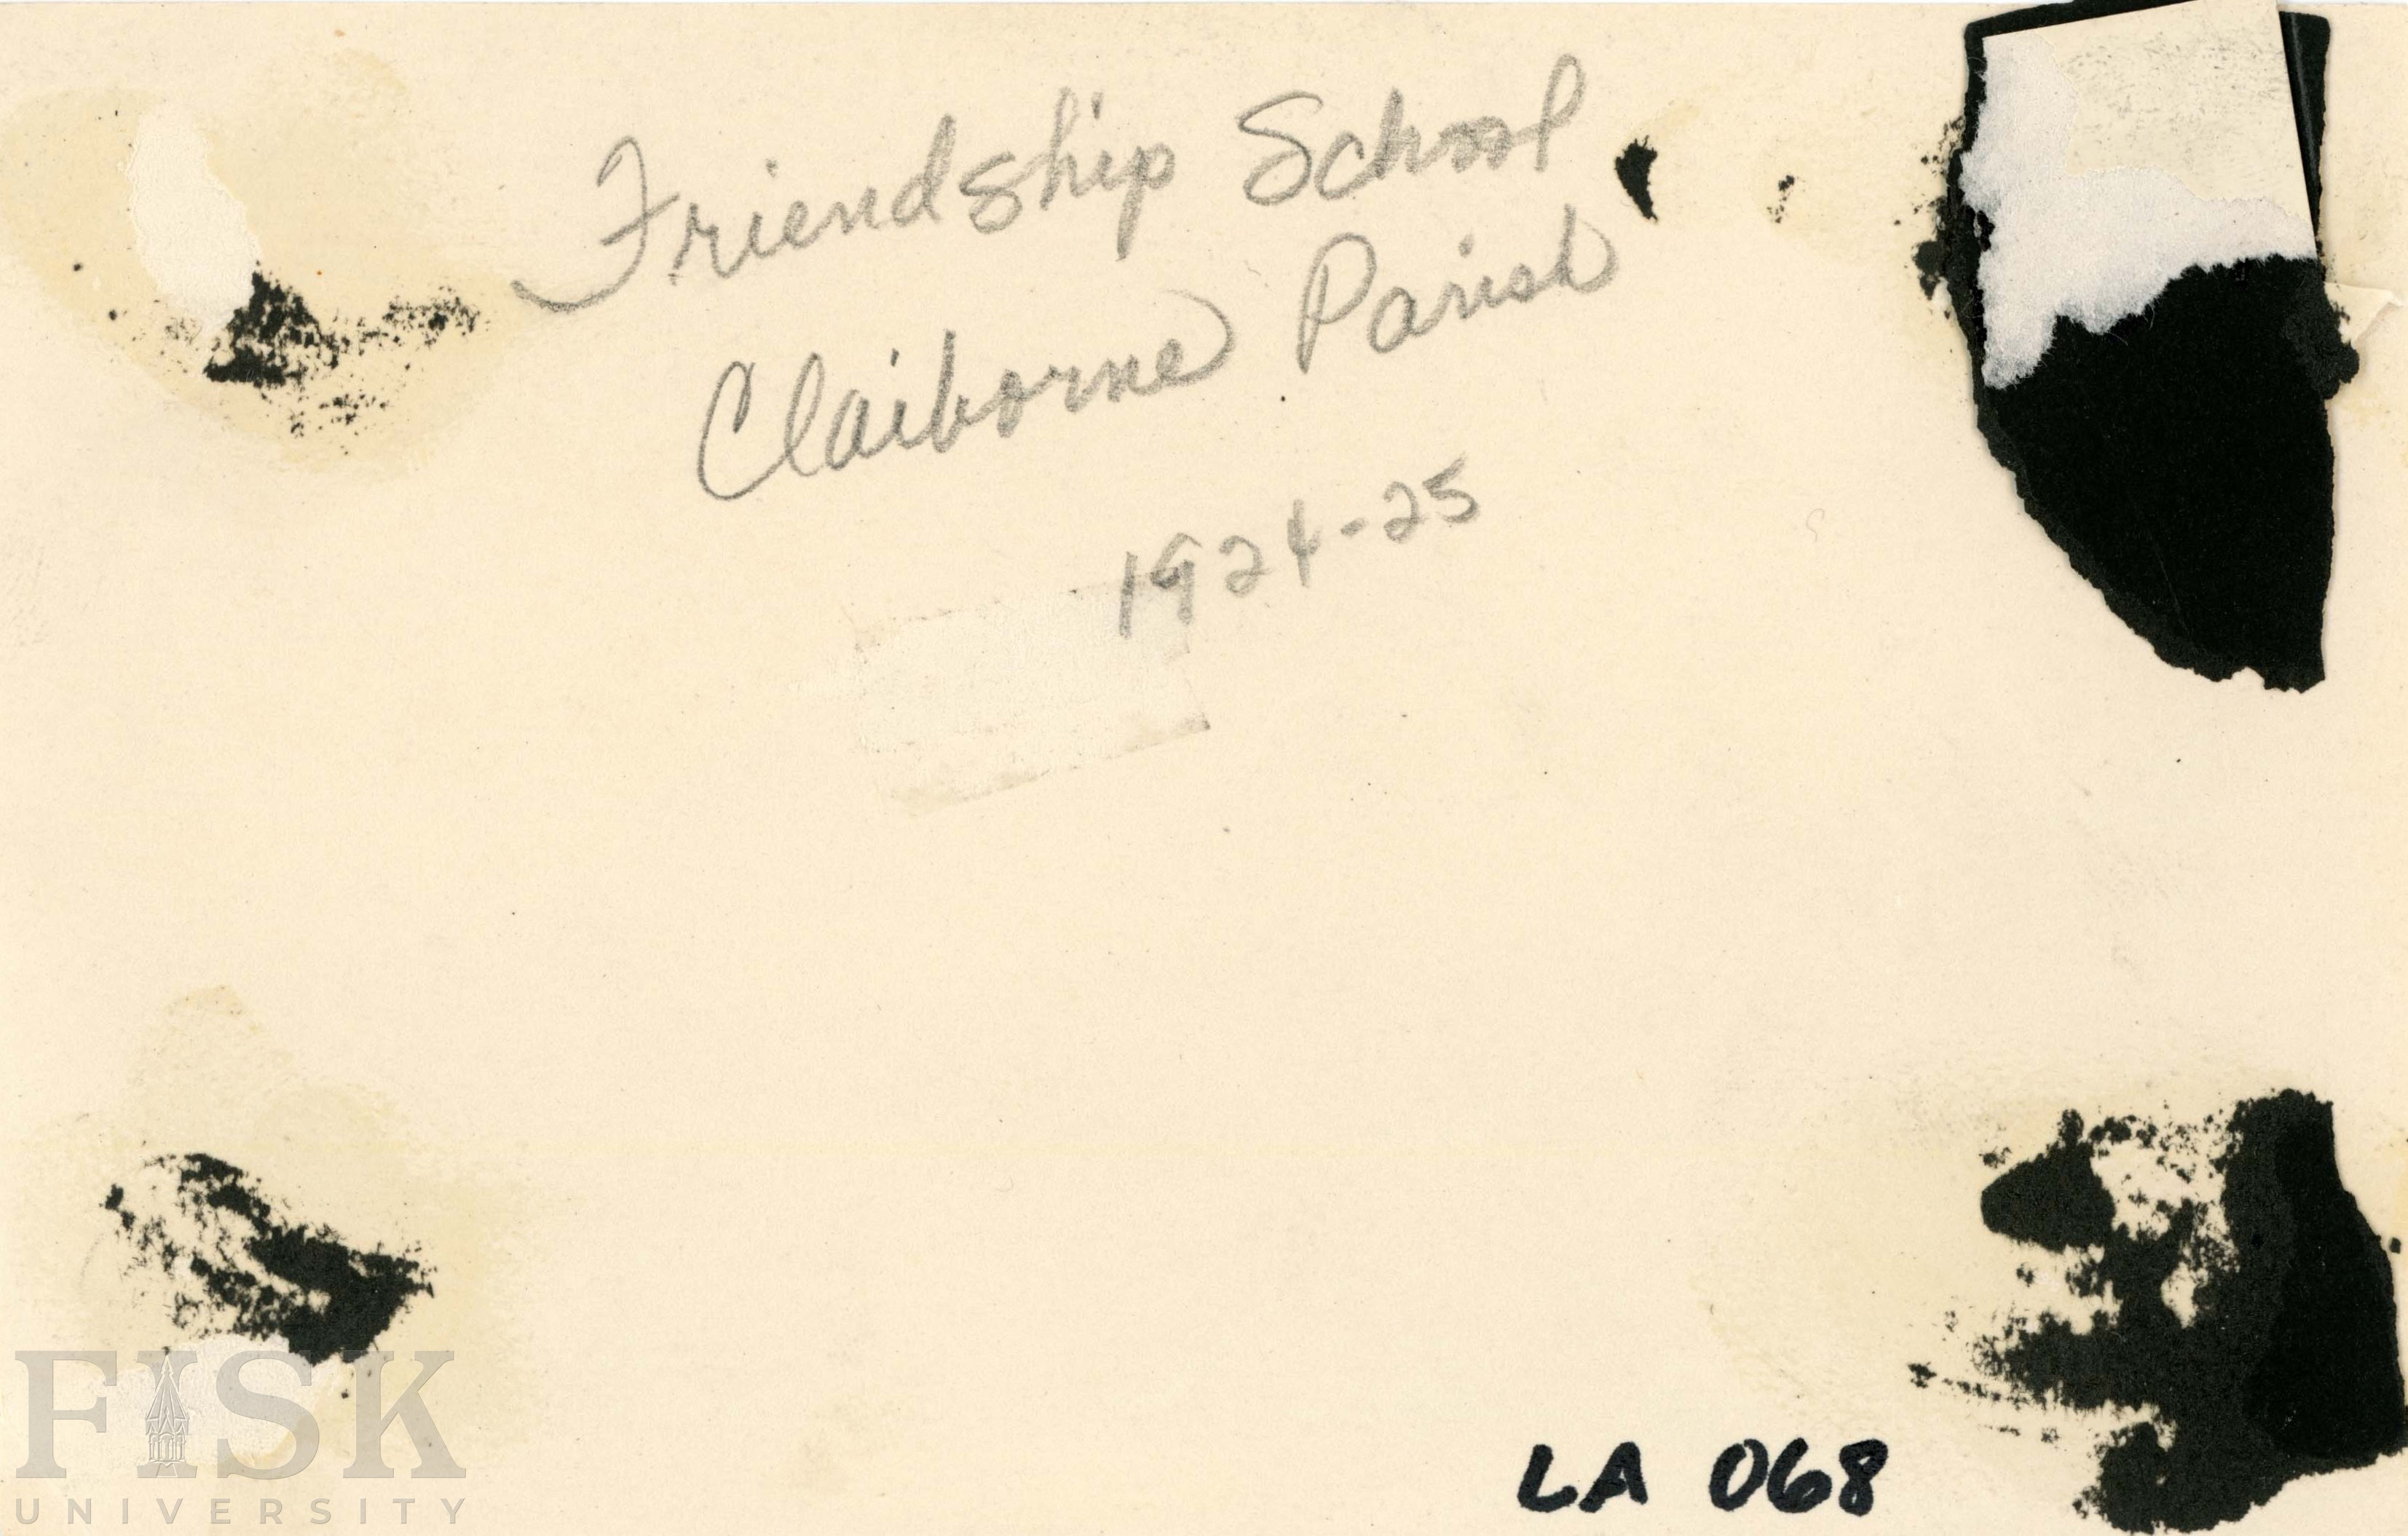 Friendship School
Claiborne Parish
1924-25
LA 068
FISK
UNIVERSITY